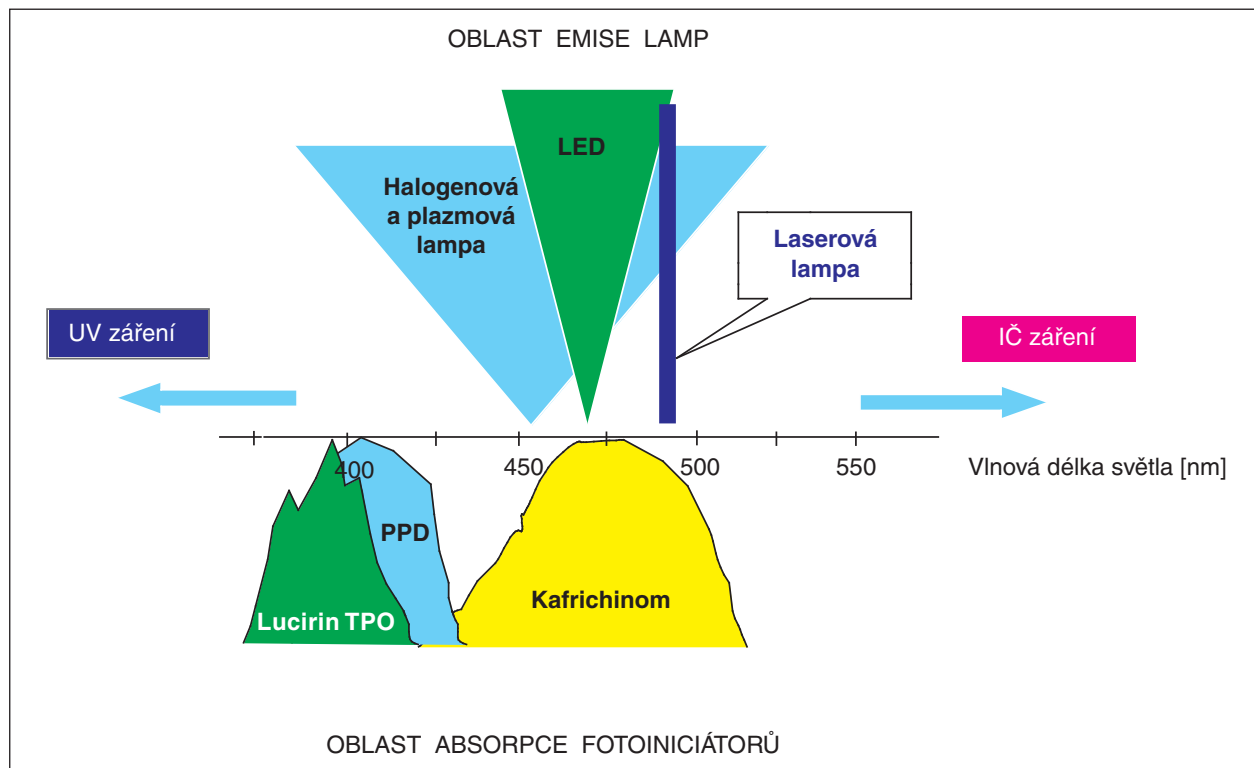 OBLAST EMISE LAMP
LED
Halogenová
a plazmová
lampa
Laserová
lampa
UV záření
IČ záření
400
450
500
550
Vlnová délka světla [nm]
PPD
Kafrichinom
Lucirin TPO
OBLAST ABSORPCE FOTOINICIÁTORŮ